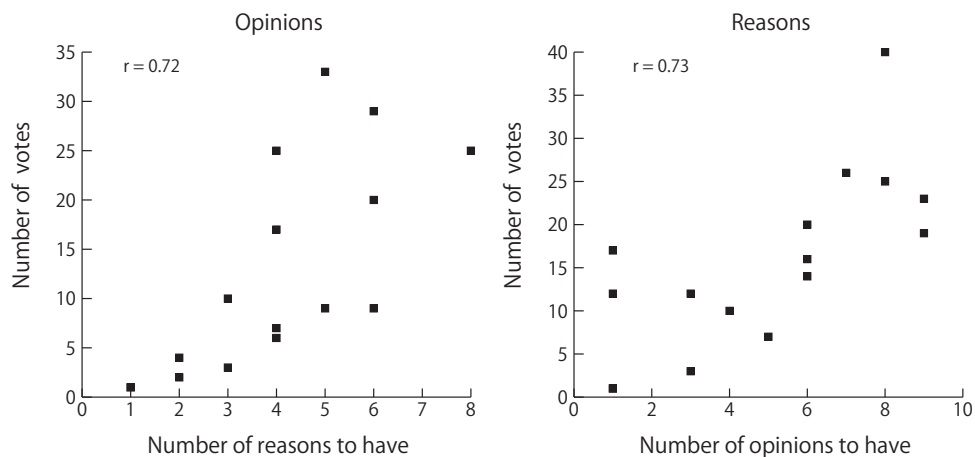 Opinions
r = 0.72
Number of votes
35
30
25
20
15
10
5
0
0 1 2 3 4 5 6 7 8
Number of reasons to have
Reasons
r = 0.73
Number of votes
40
35
30
25
20
15
10
5
0
0 2 4 6 8 10
Number of opinions to have